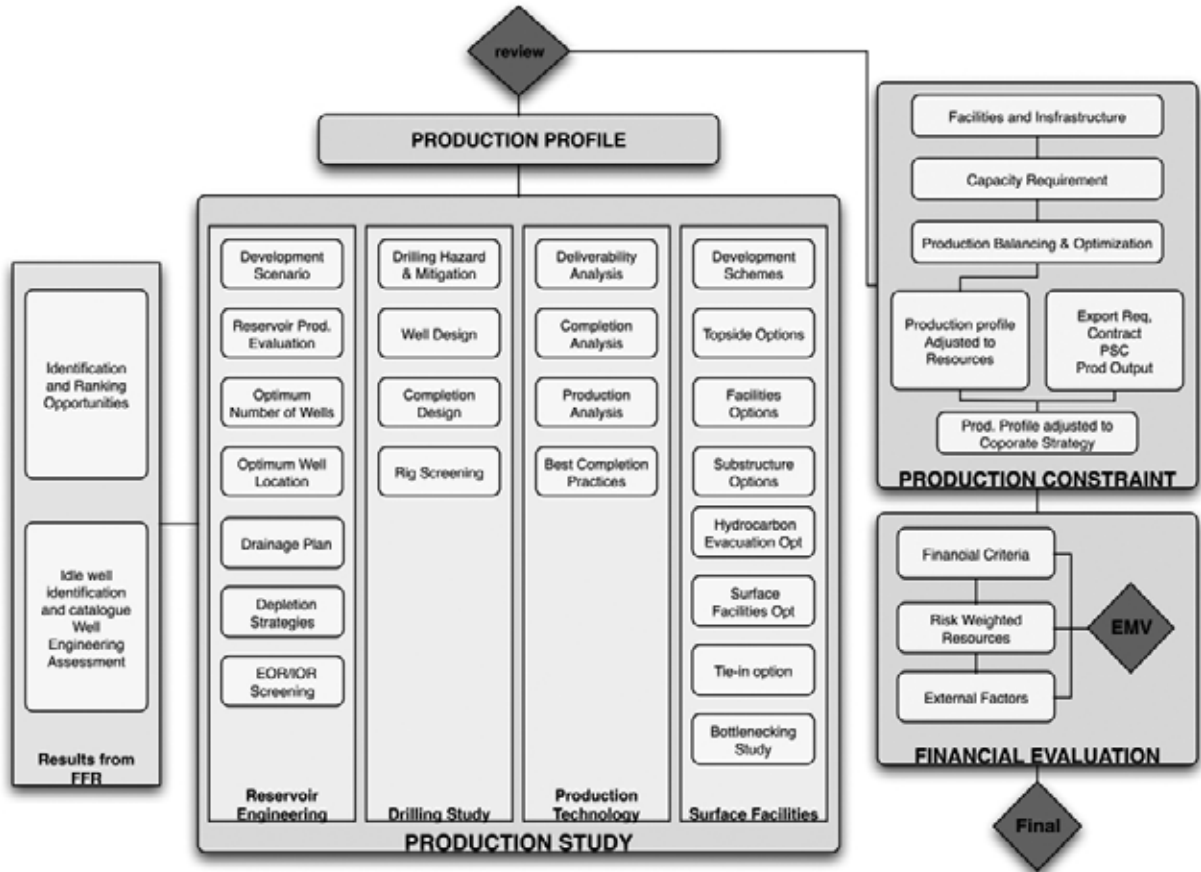 review
PRODUCTION PROFILE
Identification
and Ranking
Opportunities
Idle well
identification
and catalogue
Well
Engineering
Assessment
Results from
FFR
Development
Scenario
Reservoir Prod.
Evaluation
Optimum
Number of Wells
Optimum Well
Location
Drainage Plan
Depletion
Strategies
EOR/IOR
Screening
Reservoir
Engineering
Drilling Hazard
& Mitigation
Well Design
Completion
Design
Rig Screening
Drilling Study
Deliverability
Analysis
Completion
Analysis
Production
Analysis
Best Completion
Practices
Production
Technology
Development
Schemes
Topside Options
Facilities
Options
Substructure
Options
Hydrocarbon
Evacuation Opt
Surface
Facilities Opt
Tie-in option
Bottlenecking
Study
Surface Facilities
PRODUCTION STUDY
Facilities and Insfrastructure
Capacity Requirement
Production Balancing & Optimization
Production profile
Adjusted to
Resources
Export Req,
Contract
PSC
Prod Output
Prod. Profile adjusted to
Coporate Strategy
PRODUCTION CONSTRAINT
Financial Criteria
Risk Weighted
Resources
External Factors
EMV
FINANCIAL EVALUATION
Final